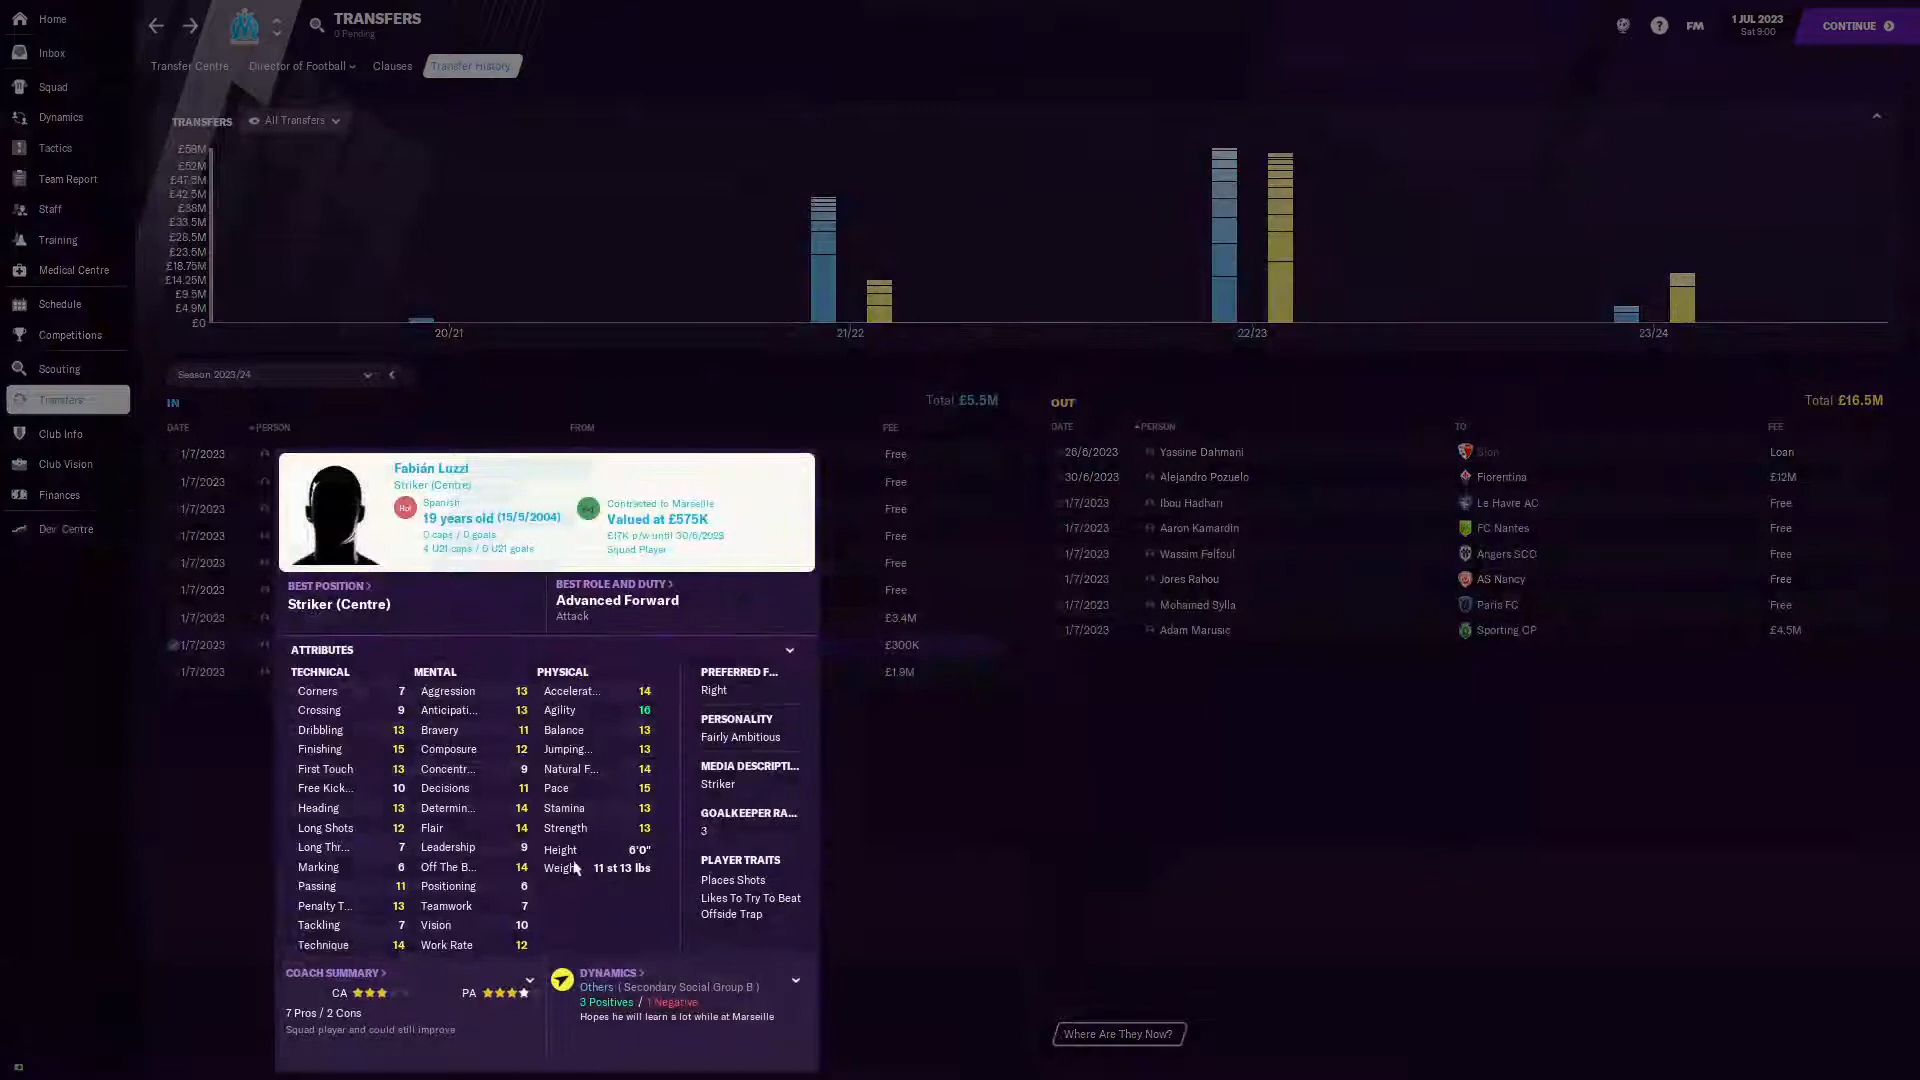 Home
TRANSFERS
0 Pending
1 JUL 2023
Sat 9:00
FM
CONTINUE
Inbox
Transfer Centre
Director of Football
Clauses
Transfer History
Squad
Dynamics
Tactics
Team Report
Staff
Training
Medical Centre
Schedule
Competitions
Scouting
Transfers
Club Info
Club Vision
Finances
Dev. Centre
TRANSFERS
All Transfers
£52M
£47.5M
£42.5M
£38M
£33.5M
£28.5M
£23.5M
£18.75M
£14.25M
£9.5M
£4.9M
£0
20/21
21/22
22/23
23/24
Season 2023/24
IN
Total £5.5M
DATE PERSON FROM FEE
1/7/2023 Free
1/7/2023 Free
1/7/2023 Free
1/7/2023 Free
1/7/2023 Free
1/7/2023 Free
1/7/2023 £3.4M
1/7/2023 £300K
1/7/2023 £1.9M
OUT
Total £16.5M
DATE PERSON TO FEE
26/6/2023 Yassine Dahmani Sion Loan
30/6/2023 Alejandro Pozuelo Fiorentina £12M
1/7/2023 Ibou Hadhari Le Havre AC Free
1/7/2023 Aaron Kamardin FC Nantes Free
1/7/2023 Wassim Felfoul Angers SCO Free
1/7/2023 Jores Rahou AS Nancy Free
1/7/2023 Mohamed Sylla Paris FC Free
1/7/2023 Adam Marusic Sporting CP £4.5M
Where Are They Now?
Fabián Luzzi
Striker (Centre)
Hot
Spanish
19 years old (15/5/2004)
0 caps / 0 goals
4 U21 caps / 0 U21 goals
Contracted to Marseille
Valued at £575K
Squad Player
BEST POSITION >
Striker (Centre)
BEST ROLE AND DUTY >
Advanced Forward
Attack
ATTRIBUTES
TECHNICAL
Corners 7
Crossing 9
Dribbling 13
Finishing 15
First Touch 13
Free Kick... 10
Heading 13
Long Shots 12
Long Thr... 7
Marking 6
Passing 11
Penalty T... 13
Tackling 7
Technique 14
MENTAL
Aggression 13
Anticipati... 13
Bravery 11
Composure 12
Concentr... 9
Decisions 11
Determin... 14
Flair 14
Leadership 9
Off The B... 14
Positioning 6
Teamwork 7
Vision 10
Work Rate 12
PHYSICAL
Accelerat... 14
Agility 16
Balance 13
Jumping... 13
Natural F... 14
Pace 15
Stamina 13
Strength 13
Height 6'0"
Weight 11 st 13 lbs
PREFERRED F...
Right
PERSONALITY
Fairly Ambitious
MEDIA DESCRIPTI...
Striker
GOALKEEPER RA...
3
PLAYER TRAITS
Places Shots
Likes To Try To Beat
Offside Trap
COACH SUMMARY >
CA
PA
7 Pros / 2 Cons
Squad player and could still improve
DYNAMICS >
Others ( Secondary Social Group B )
3 Positives / 1 Negative
Hopes he will learn a lot while at Marseille